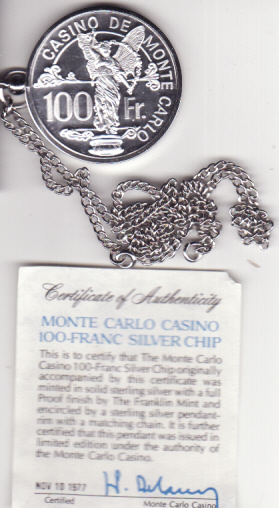 CASINO DE MONTE CARLO
100 Fr.
Certificate of Authenticity
MONTE CARLO CASINO
100-FRANC SILVER CHIP
This is to certify that The Monte Carlo
Casino 100-Franc Silver Chip originally
accompanied by this certificate was
minted in solid sterling silver with a full
Proof finish by The Franklin Mint and
encircled by a sterling silver pendant-
rim with a matching chain. It is further
certified that this pendant was issued in
limited edition under the authority of
the Monte Carlo Casino.
NOV 10 1977
Certified
Monte Carlo Casino